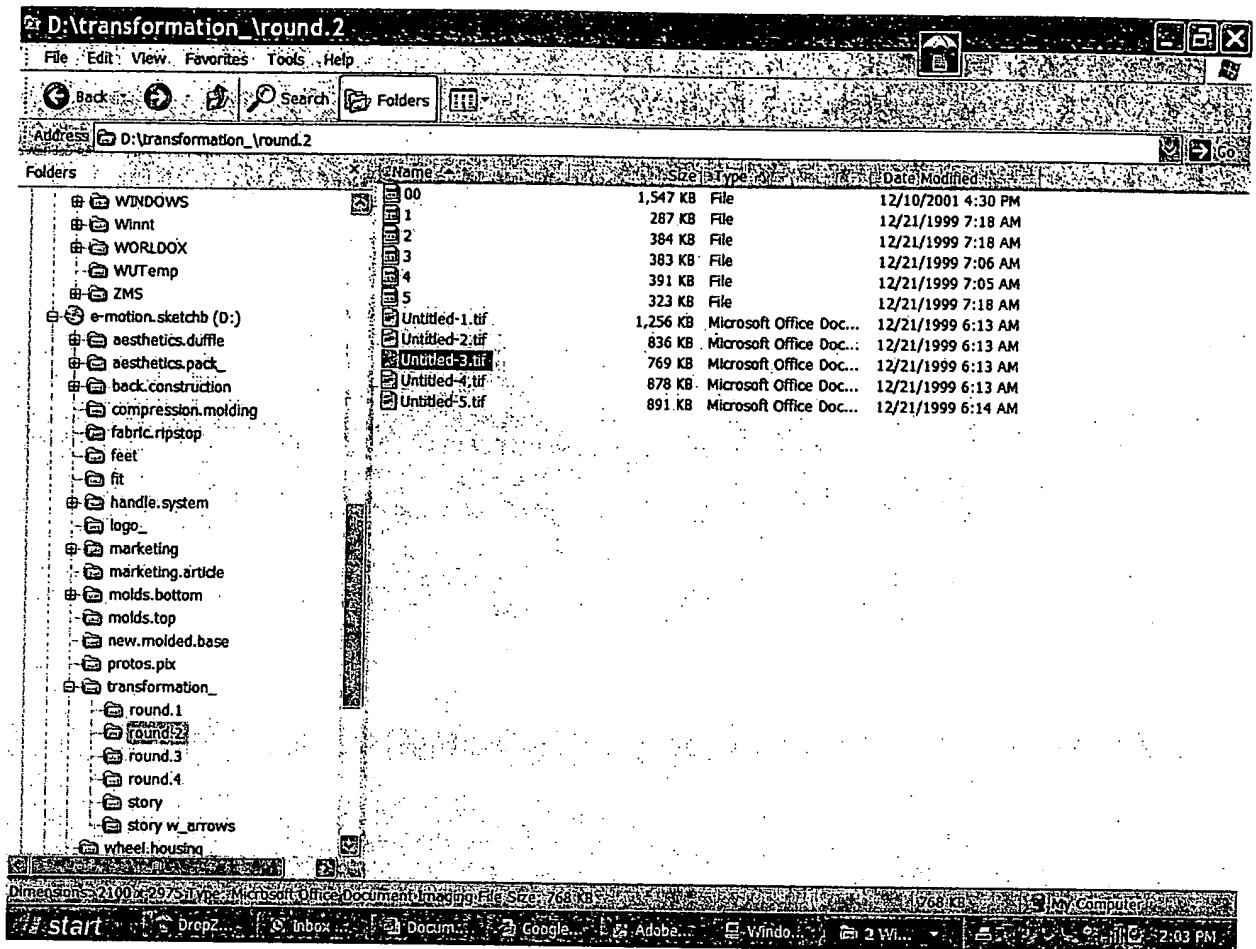 D:\transformation_\round.2
File Edit View Favorites Tools Help
Back Search Folders
Address D:\transformation_\round.2 Go
Folders
WINDOWS
Winnt
WORLDOX
WUTemp
ZMS
e-motion.sketchb (D:)
aesthetics.duffle
aesthetics.pack_
back.construction
compression.molding
fabric.ripstop
feet
fit
handle.system
logo_
marketing
marketing.article
molds.bottom
molds.top
new.molded.base
protos.pix
transformation_
round.1
round.2
round.3
round.4
story
story w_arrows
wheel.housing
Name Size Type Date Modified
00 1,547 KB File 12/10/2001 4:30 PM
1 287 KB File 12/21/1999 7:18 AM
2 384 KB File 12/21/1999 7:18 AM
3 383 KB File 12/21/1999 7:06 AM
4 391 KB File 12/21/1999 7:05 AM
5 323 KB File 12/21/1999 7:18 AM
Untitled-1.tif 1,256 KB Microsoft Office Doc... 12/21/1999 6:13 AM
Untitled-2.tif 836 KB Microsoft Office Doc... 12/21/1999 6:13 AM
Untitled-3.tif 769 KB Microsoft Office Doc... 12/21/1999 6:13 AM
Untitled-4.tif 878 KB Microsoft Office Doc... 12/21/1999 6:13 AM
Untitled-5.tif 891 KB Microsoft Office Doc... 12/21/1999 6:14 AM
Dimensions: 2100 x 2975 Type: Microsoft Office Document Imaging File Size: 768 KB 768 KB My Computer
start DropZ... Inbox ... Docum... Google... Adobe... Windo... 2 Wi... 2:03 PM